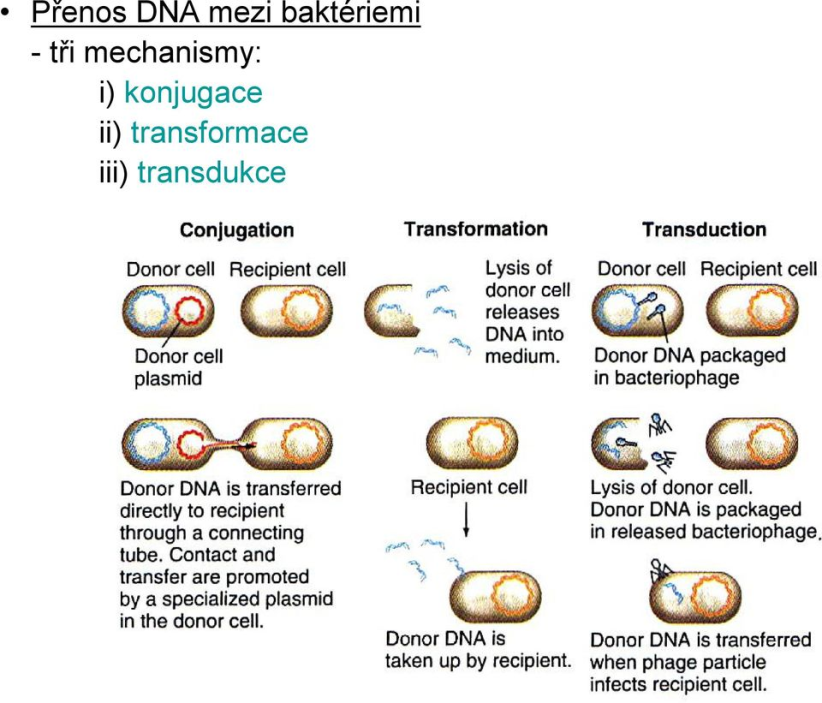 • Přenos DNA mezi baktériemi
- tři mechanismy:
i) konjugace
ii) transformace
iii) transdukce
Conjugation
Donor cell Recipient cell
Donor cell
plasmid
Donor DNA is transferred
directly to recipient
through a connecting
tube. Contact and
transfer are promoted
by a specialized plasmid
in the donor cell.
Transformation
Lysis of
donor cell
releases
DNA into
medium.
Recipient cell
Donor DNA is
taken up by recipient.
Transduction
Donor cell Recipient cell
Donor DNA packaged
in bacteriophage
Lysis of donor cell.
Donor DNA is packaged
in released bacteriophage.
Donor DNA is transferred
when phage particle
infects recipient cell.